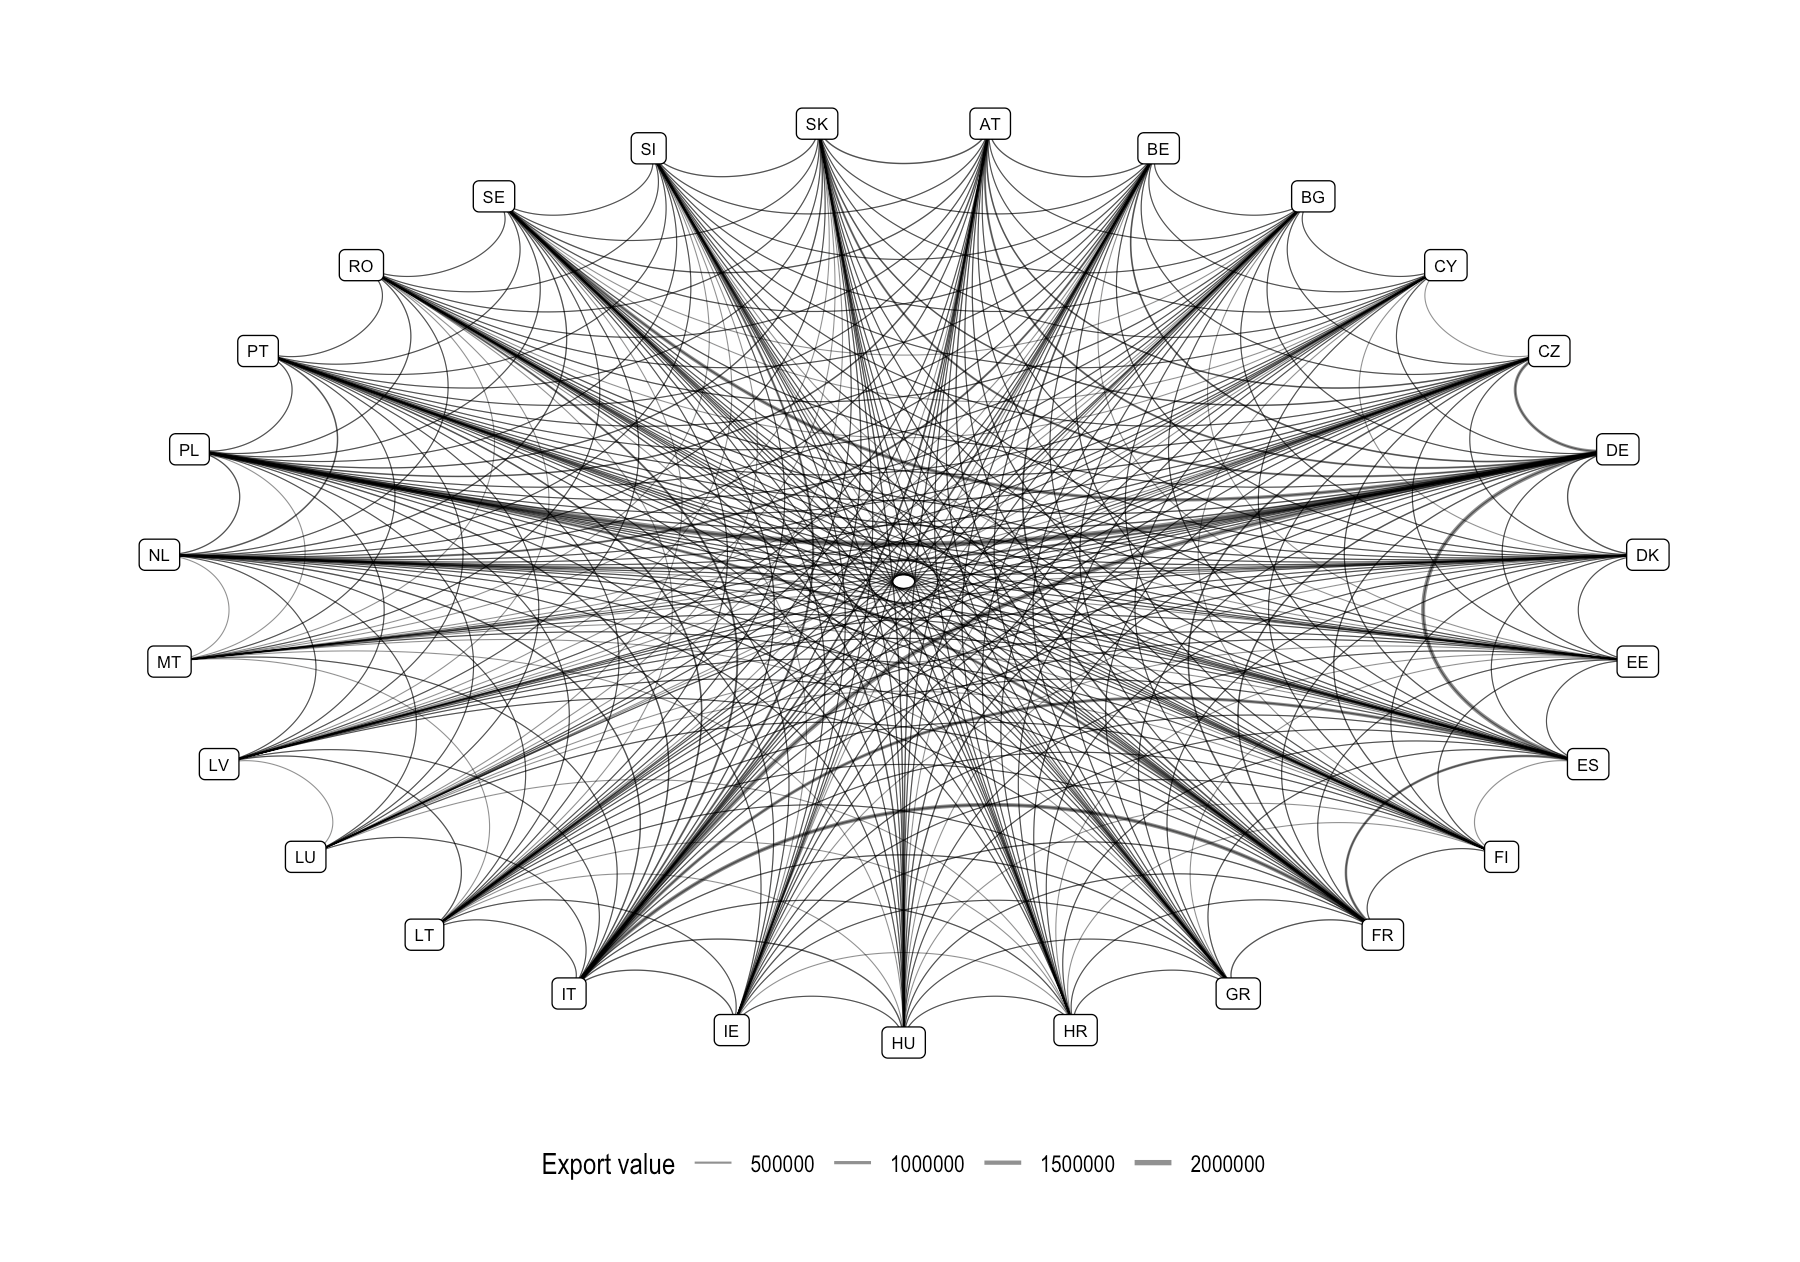 SK
AT
SI
BE
SE
BG
RO
CY
PT
CZ
PL
DE
NL
DK
MT
EE
LV
ES
LU
FI
LT
FR
IT
GR
IE
HR
HU
Export value 500000 1000000 1500000 2000000